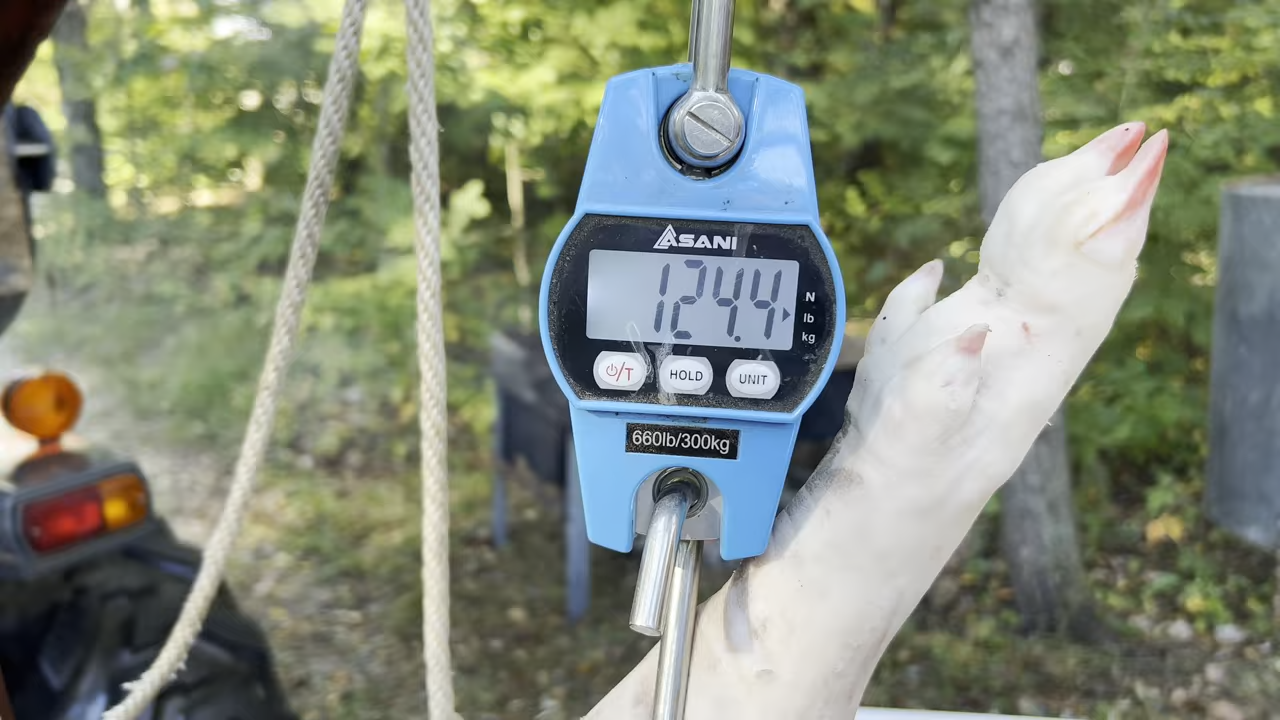 ASANI
124.4
N
lb
kg
⏻/T HOLD UNIT
660lb/300kg